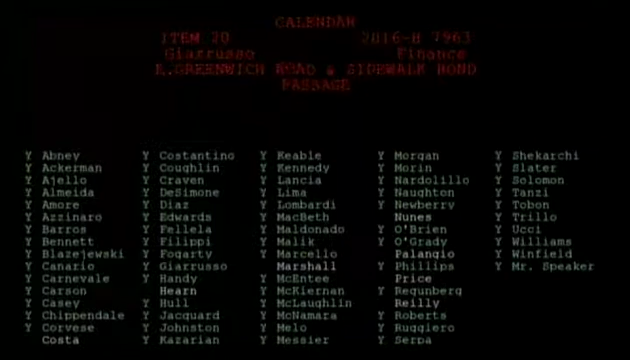 CALENDAR
ITEM 20 2016-H 7963
Giarrusso Finance
E.GREENWICH ROAD & SIDEWALK BOND
PASSAGE
Y Abney Y Costantino Y Keable Y Morgan Y Shekarchi
Y Ackerman Y Coughlin Y Kennedy Y Morin Y Slater
Y Ajello Y Craven Y Lancia Y Nardolillo Y Solomon
Y Almeida Y DeSimone Y Lima Y Naughton Y Tanzi
Y Amore Y Diaz Y Lombardi Y Newberry Y Tobon
Y Azzinaro Y Edwards Y MacBeth Nunes Y Trillo
Y Barros Y Fellela Y Maldonado Y O'Brien Y Ucci
Y Bennett Y Filippi Y Malik Y O'Grady Y Williams
Y Blazejewski Y Fogarty Y Marcello Palangio Y Winfield
Y Canario Y Giarrusso Marshall Y Phillips Y Mr. Speaker
Y Carnevale Y Handy Y McEntee Price
Y Carson Hearn Y McKiernan Y Regunberg
Y Casey Y Hull Y McLaughlin Reilly
Y Chippendale Y Jacquard Y McNamara Y Roberts
Y Corvese Y Johnston Y Melo Y Ruggiero
Costa Y Kazarian Y Messier Y Serpa